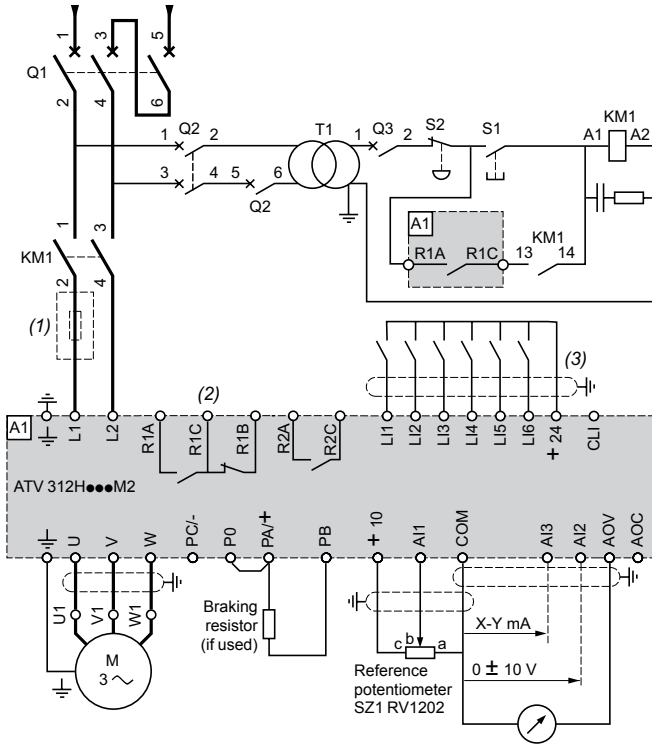 1 3 5
Q1
2 4 6
1 Q2 2 T1 1 Q3 2 S2 S1 KM1
A1 A2
3 4 5 6
Q2
A1
R1A R1C 13 KM1 14
1 3
KM1
2 4
(1)
(2)
(3)
A1
L1 L2 R1A R1C R1B R2A R2C LI1 LI2 LI3 LI4 LI5 LI6 + 24 CLI
ATV 312H●●●M2
U V W PC/- P0 PA/+ PB + 10 AI1 COM AI3 AI2 AOV AOC
U1 V1 W1
M
3
Braking
resistor
(if used)
c b a
Reference
potentiometer
SZ1 RV1202
X-Y mA
0 ± 10 V